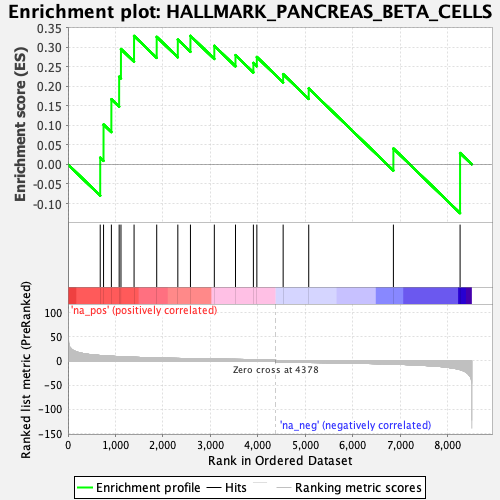 Enrichment plot: HALLMARK_PANCREAS_BETA_CELLS
Enrichment score (ES)
0.35
0.30
0.25
0.20
0.15
0.10
0.05
0.00
-0.05
-0.10
'na_pos' (positively correlated)
Ranked list metric (PreRanked)
100
50
0
-50
-100
-150
Zero cross at 4378
'na_neg' (negatively correlated)
0 1,000 2,000 3,000 4,000 5,000 6,000 7,000 8,000
Rank in Ordered Dataset
Enrichment profile Hits Ranking metric scores